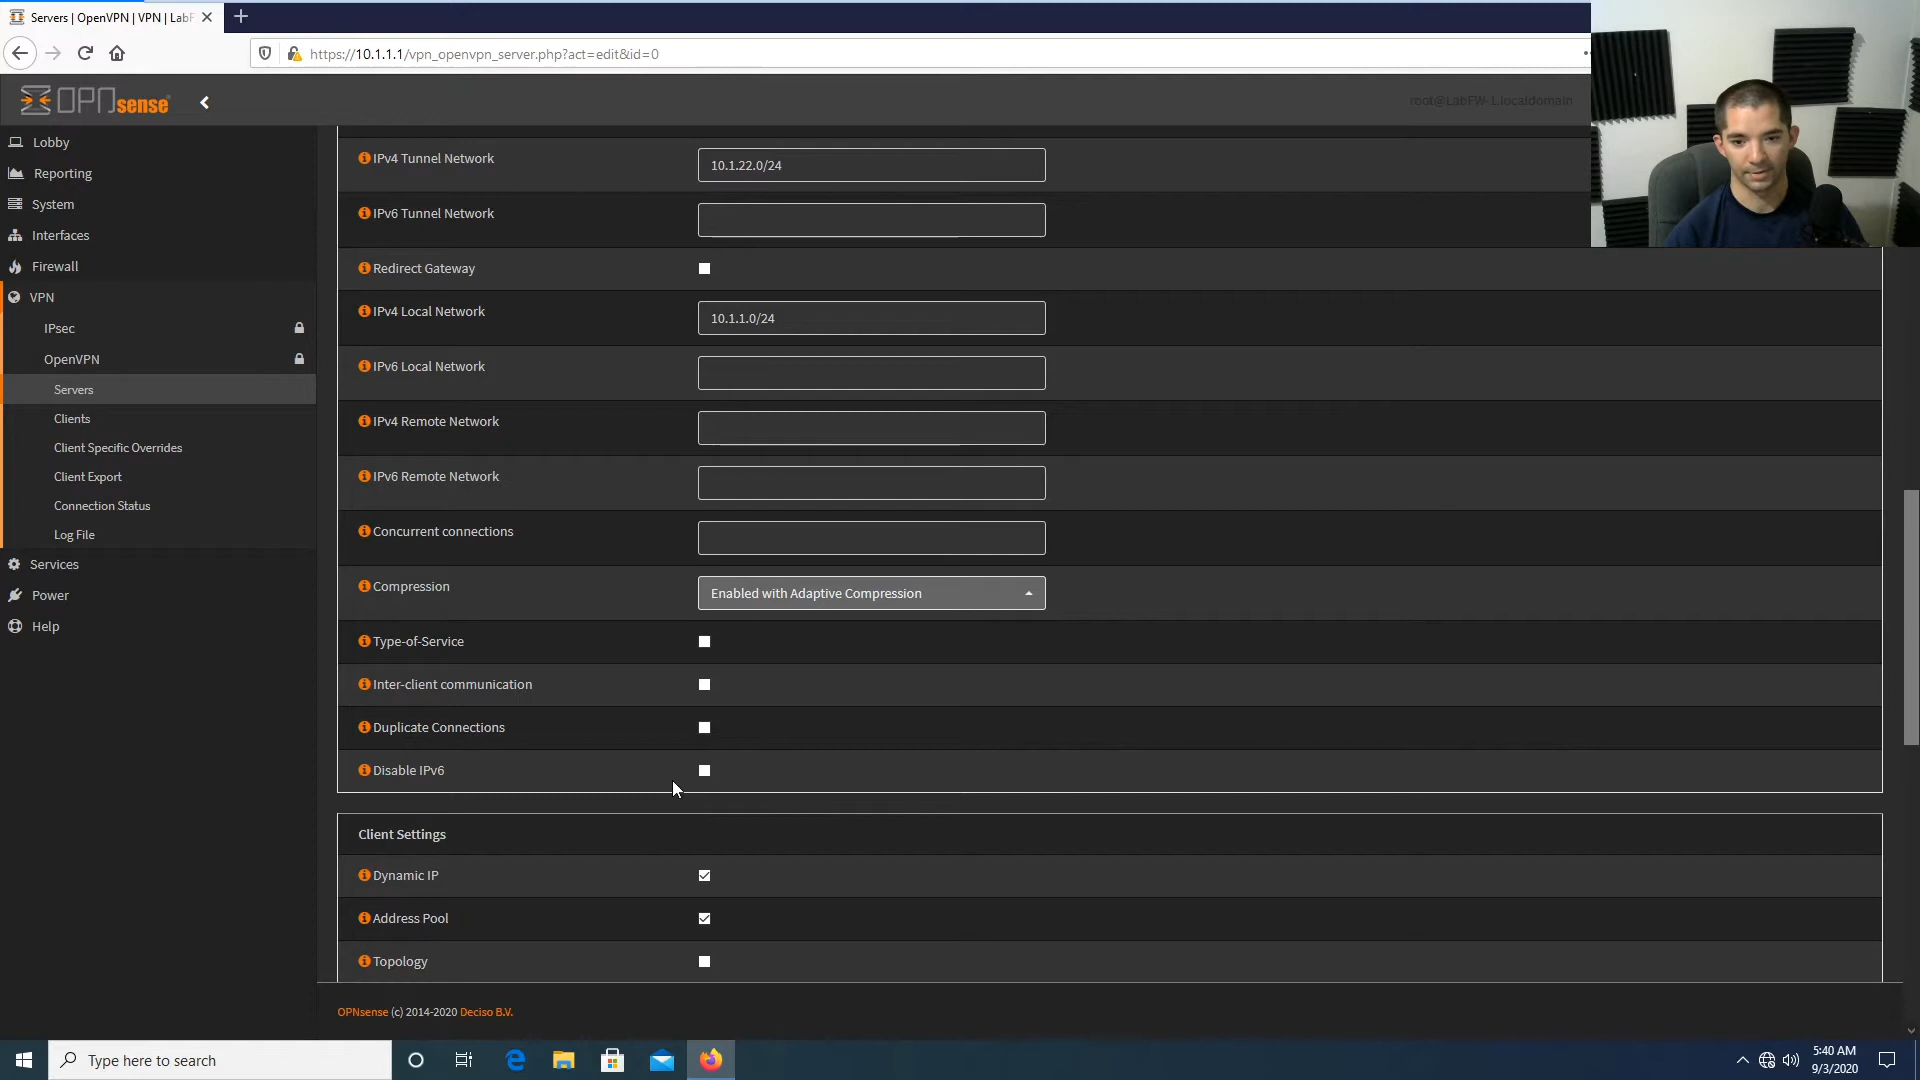 Servers | OpenVPN | VPN | LabF
https://10.1.1.1/vpn_openvpn_server.php?act=edit&id=0
OPNsense
root@LabFW-1.localdomain
Lobby
Reporting
System
Interfaces
Firewall
VPN
IPsec
OpenVPN
Servers
Clients
Client Specific Overrides
Client Export
Connection Status
Log File
Services
Power
Help
IPv4 Tunnel Network
10.1.22.0/24
IPv6 Tunnel Network
Redirect Gateway
IPv4 Local Network
10.1.1.0/24
IPv6 Local Network
IPv4 Remote Network
IPv6 Remote Network
Concurrent connections
Compression
Enabled with Adaptive Compression
Type-of-Service
Inter-client communication
Duplicate Connections
Disable IPv6
Client Settings
Dynamic IP
Address Pool
Topology
OPNsense (c) 2014-2020 Deciso B.V.
Type here to search
5:40 AM
9/3/2020